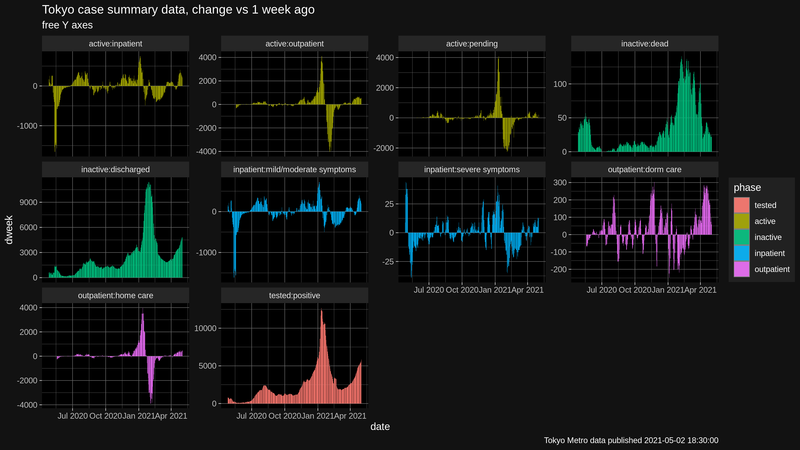 Tokyo case summary data, change vs 1 week ago
free Y axes
active:inpatient
active:outpatient
active:pending
inactive:dead
0
-1000
4000
2000
0
-2000
-4000
4000
2000
0
-2000
100
50
0
inactive:discharged
inpatient:mild/moderate symptoms
inpatient:severe symptoms
outpatient:dorm care
9000
6000
3000
0
0
-1000
25
0
-25
300
200
100
0
-100
-200
Jul 2020 Oct 2020 Jan 2021 Apr 2021
Jul 2020 Oct 2020 Jan 2021 Apr 2021
outpatient:home care
tested:positive
4000
2000
0
-2000
-4000
10000
5000
0
Jul 2020 Oct 2020 Jan 2021 Apr 2021
Jul 2020 Oct 2020 Jan 2021 Apr 2021
dweek
date
phase
tested
active
inactive
inpatient
outpatient
Tokyo Metro data published 2021-05-02 18:30:00